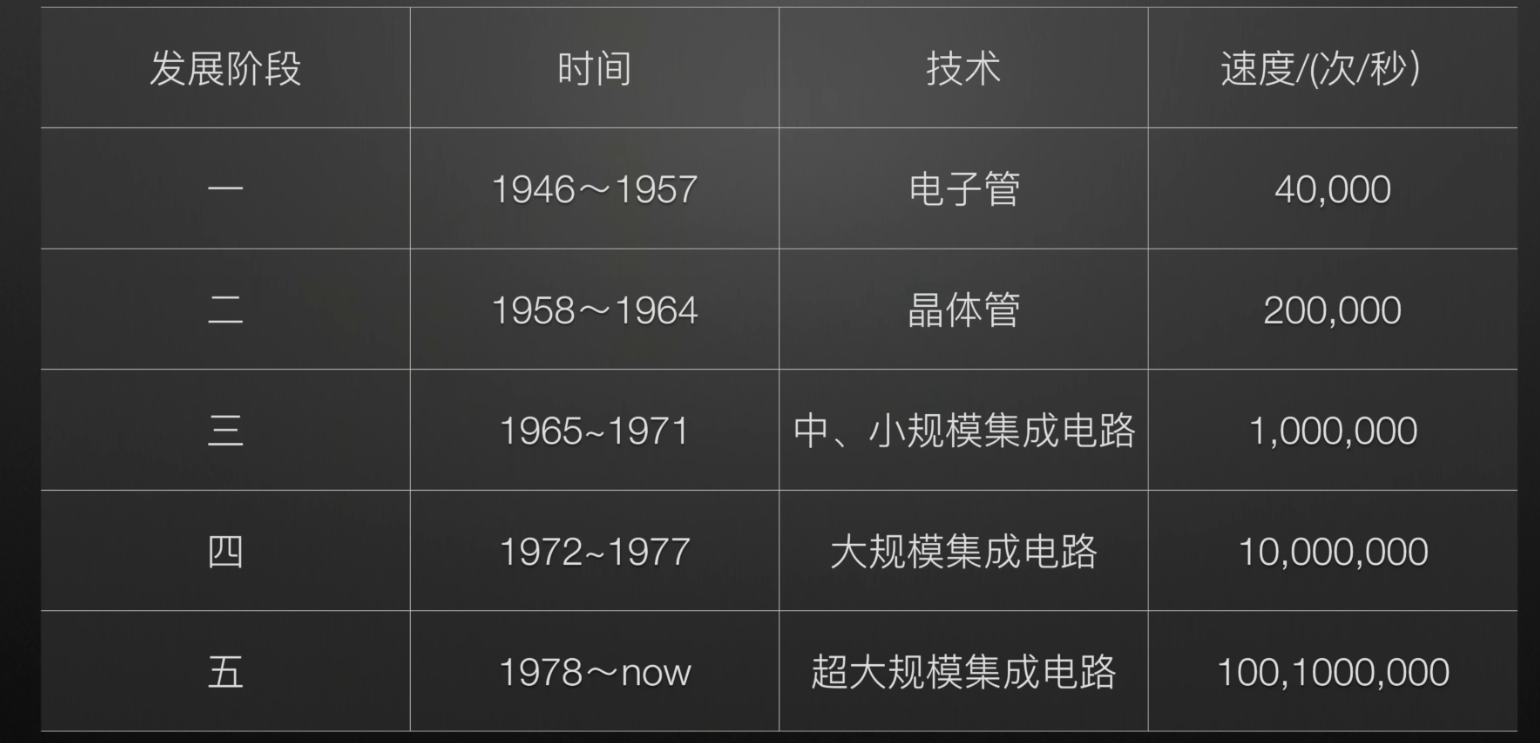 发展阶段 时间 技术 速度/(次/秒)
一 1946～1957 电子管 40,000
二 1958～1964 晶体管 200,000
三 1965~1971 中、小规模集成电路 1,000,000
四 1972~1977 大规模集成电路 10,000,000
五 1978～now 超大规模集成电路 100,1000,000